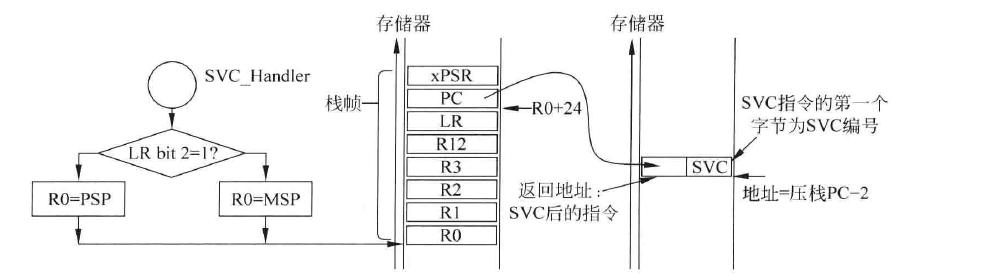 SVC_Handler
LR bit 2=1?
R0=PSP
R0=MSP
存储器
栈帧
xPSR
PC
LR
R12
R3
R2
R1
R0
R0+24
存储器
SVC指令的第一个
字节为SVC编号
SVC
返回地址:
SVC后的指令
地址=压栈PC-2